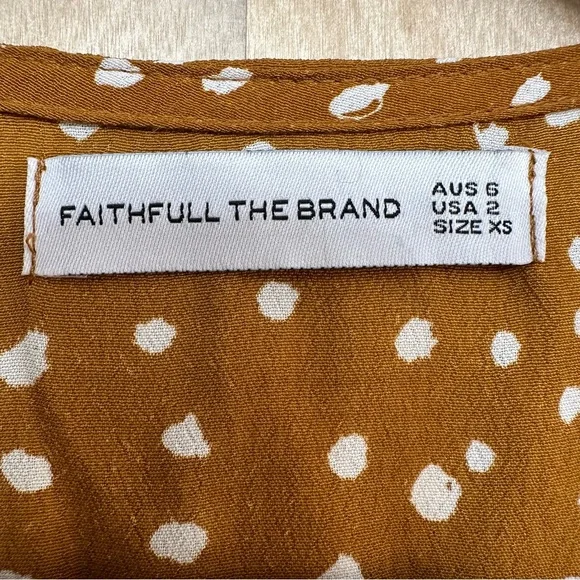 FAITHFULL THE BRAND
AUS 6
USA 2
SIZE XS